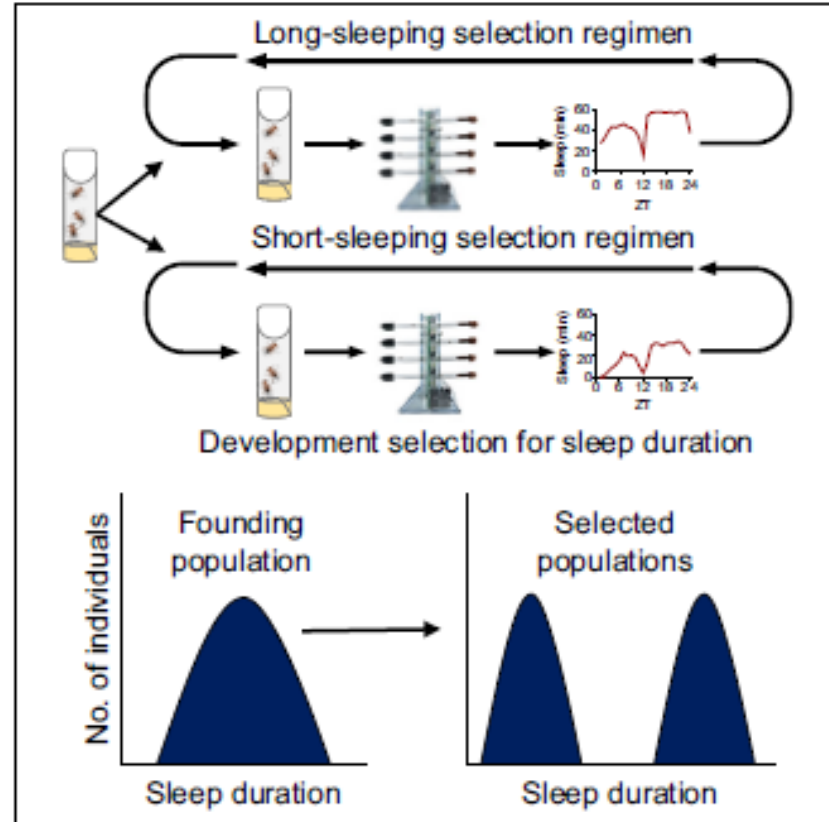 Long-sleeping selection regimen
Sleep (min)
60
40
20
0
0 6 12 18 24
ZT
Short-sleeping selection regimen
Sleep (min)
60
40
20
0
0 6 12 18 24
ZT
Development selection for sleep duration
No. of individuals
Founding
population
Sleep duration
Selected
populations
Sleep duration